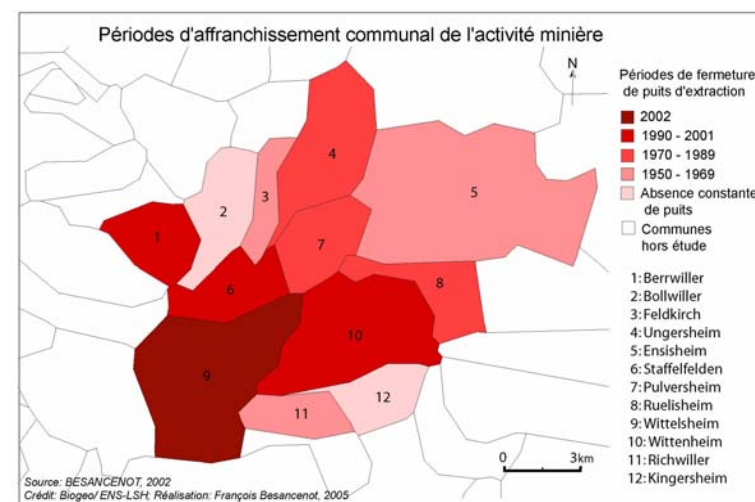 Périodes d'affranchissement communal de l'activité minière
N
Périodes de fermeture
de puits d'extraction
2002
1990 - 2001
1970 - 1989
1950 - 1969
Absence constante
de puits
Communes
hors étude
4
2
3
5
1
7
6
8
10
9
12
11
1: Berrwiller
2: Bollwiller
3: Feldkirch
4: Ungersheim
5: Ensisheim
6: Staffelfelden
7: Pulversheim
8: Ruelisheim
9: Wittelsheim
10: Wittenheim
11: Richwiller
12: Kingersheim
0 3km
Source: BESANCENOT, 2002
Crédit: Biogeo/ ENS-LSH; Réalisation: François Besancenot, 2005